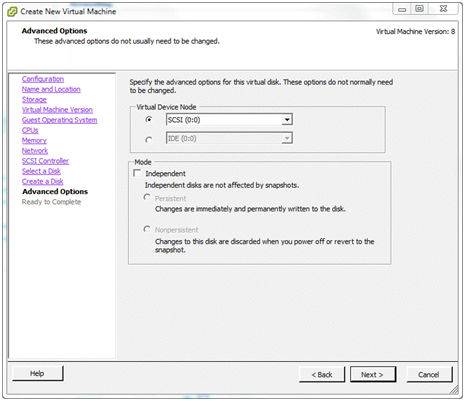 Create New Virtual Machine
Advanced Options
These advanced options do not usually need to be changed.
Virtual Machine Version: 8
Configuration
Name and Location
Storage
Virtual Machine Version
Guest Operating System
CPUs
Memory
Network
SCSI Controller
Select a Disk
Create a Disk
Advanced Options
Ready to Complete
Specify the advanced options for this virtual disk. These options do not normally need
to be changed.
Virtual Device Node
SCSI (0:0)
IDE (0:0)
Mode
Independent
Independent disks are not affected by snapshots.
Persistent
Changes are immediately and permanently written to the disk.
Nonpersistent
Changes to this disk are discarded when you power off or revert to the
snapshot.
Help
< Back
Next >
Cancel